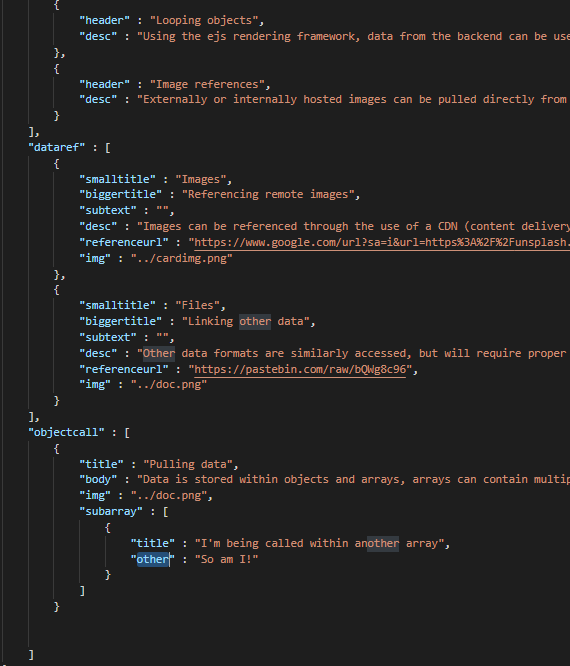 {
"header" : "Looping objects",
"desc" : "Using the ejs rendering framework, data from the backend can be use
},
{
"header" : "Image references",
"desc" : "Externally or internally hosted images can be pulled directly from
}
],
"dataref" : [
{
"smalltitle" : "Images",
"biggertitle" : "Referencing remote images",
"subtext" : "",
"desc" : "Images can be referenced through the use of a CDN (content delivery
"referenceurl" : "https://www.google.com/url?sa=i&url=https%3A%2F%2Funsplash.
"img" : "../cardimg.png"
},
{
"smalltitle" : "Files",
"biggertitle" : "Linking other data",
"subtext" : "",
"desc" : "Other data formats are similarly accessed, but will require proper
"referenceurl" : "https://pastebin.com/raw/bQWg8c96",
"img" : "../doc.png"
}
],
"objectcall" : [
{
"title" : "Pulling data",
"body" : "Data is stored within objects and arrays, arrays can contain multip
"img" : "../doc.png",
"subarray" : [
{
"title" : "I'm being called within another array",
"other" : "So am I!"
}
]
}
]